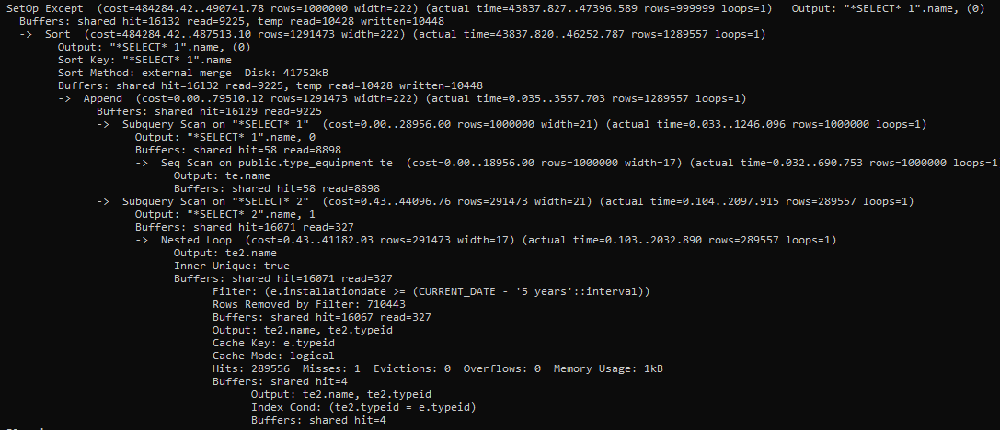 SetOp Except  (cost=484284.42..490741.78 rows=1000000 width=222) (actual time=43837.827..47396.589 rows=999999 loops=1)   Output: "*SELECT* 1".name, (0)
  Buffers: shared hit=16132 read=9225, temp read=10428 written=10448
  ->  Sort  (cost=484284.42..487513.10 rows=1291473 width=222) (actual time=43837.820..46252.787 rows=1289557 loops=1)
        Output: "*SELECT* 1".name, (0)
        Sort Key: "*SELECT* 1".name
        Sort Method: external merge  Disk: 41752kB
        Buffers: shared hit=16132 read=9225, temp read=10428 written=10448
        ->  Append  (cost=0.00..79510.12 rows=1291473 width=222) (actual time=0.035..3557.703 rows=1289557 loops=1)
              Buffers: shared hit=16129 read=9225
              ->  Subquery Scan on "*SELECT* 1"  (cost=0.00..28956.00 rows=1000000 width=21) (actual time=0.033..1246.096 rows=1000000 loops=1)
                    Output: "*SELECT* 1".name, 0
                    Buffers: shared hit=58 read=8898
                    ->  Seq Scan on public.type_equipment te  (cost=0.00..18956.00 rows=1000000 width=17) (actual time=0.032..690.753 rows=1000000 loops=1
                          Output: te.name
                          Buffers: shared hit=58 read=8898
              ->  Subquery Scan on "*SELECT* 2"  (cost=0.43..44096.76 rows=291473 width=21) (actual time=0.104..2097.915 rows=289557 loops=1)
                    Output: "*SELECT* 2".name, 1
                    Buffers: shared hit=16071 read=327
                    ->  Nested Loop  (cost=0.43..41182.03 rows=291473 width=17) (actual time=0.103..2032.890 rows=289557 loops=1)
                          Output: te2.name
                          Inner Unique: true
                          Buffers: shared hit=16071 read=327
                                Filter: (e.installationdate >= (CURRENT_DATE - '5 years'::interval))
                                Rows Removed by Filter: 710443
                                Buffers: shared hit=16067 read=327
                                Output: te2.name, te2.typeid
                                Cache Key: e.typeid
                                Cache Mode: logical
                                Hits: 289556  Misses: 1  Evictions: 0  Overflows: 0  Memory Usage: 1kB
                                Buffers: shared hit=4
                                      Output: te2.name, te2.typeid
                                      Index Cond: (te2.typeid = e.typeid)
                                      Buffers: shared hit=4